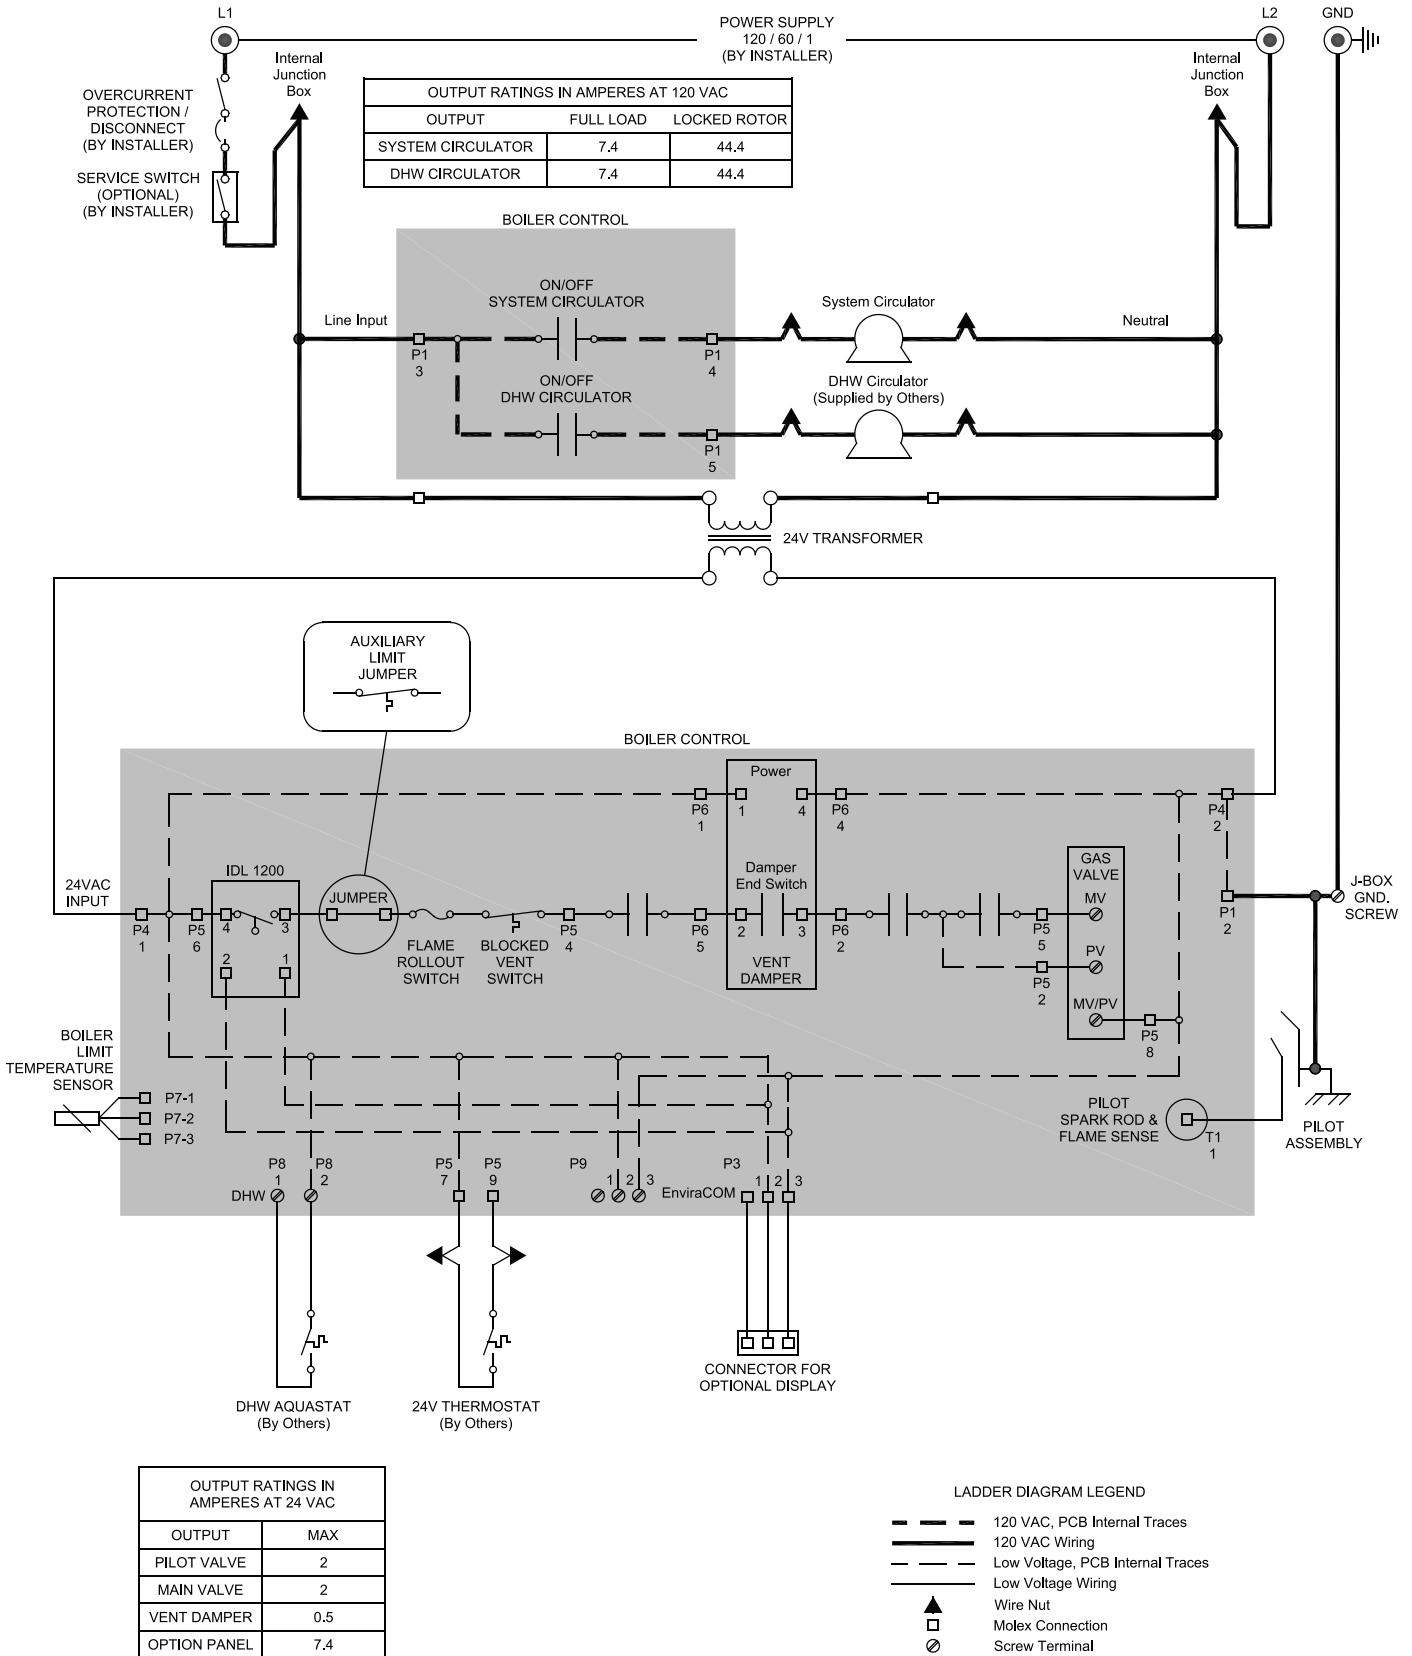 L1
POWER SUPPLY
120 / 60 / 1
(BY INSTALLER)
L2
GND
Internal
Junction
Box
Internal
Junction
Box
OVERCURRENT
PROTECTION /
DISCONNECT
(BY INSTALLER)
SERVICE SWITCH
(OPTIONAL)
(BY INSTALLER)
OUTPUT RATINGS IN AMPERES AT 120 VAC
OUTPUT FULL LOAD LOCKED ROTOR
SYSTEM CIRCULATOR 7.4 44.4
DHW CIRCULATOR 7.4 44.4
BOILER CONTROL
ON/OFF
SYSTEM CIRCULATOR
System Circulator
Line Input
Neutral
P1
3
P1
4
ON/OFF
DHW CIRCULATOR
DHW Circulator
(Supplied by Others)
P1
5
24V TRANSFORMER
AUXILIARY
LIMIT
JUMPER
BOILER CONTROL
Power
1 4
P6
1
P6
4
P4
2
24VAC
INPUT
IDL 1200
JUMPER
Damper
End Switch
GAS
VALVE
MV
J-BOX
GND.
SCREW
P4
1
P5
6
4 3
2 1
FLAME
ROLLOUT
SWITCH
BLOCKED
VENT
SWITCH
P5
4
P6
5
2 3
VENT
DAMPER
P6
2
P5
5
P1
2
PV
P5
2
MV/PV
P5
8
BOILER
LIMIT
TEMPERATURE
SENSOR
P7-1
P7-2
P7-3
PILOT
SPARK ROD &
FLAME SENSE
T1
1
PILOT
ASSEMBLY
P8
1
P8
2
DHW
P5
7
P5
9
P9
1 2 3
P3
1 2 3
EnviraCOM
CONNECTOR FOR
OPTIONAL DISPLAY
DHW AQUASTAT
(By Others)
24V THERMOSTAT
(By Others)
OUTPUT RATINGS IN
AMPERES AT 24 VAC
OUTPUT MAX
PILOT VALVE 2
MAIN VALVE 2
VENT DAMPER 0.5
OPTION PANEL 7.4
LADDER DIAGRAM LEGEND
120 VAC, PCB Internal Traces
120 VAC Wiring
Low Voltage, PCB Internal Traces
Low Voltage Wiring
Wire Nut
Molex Connection
Screw Terminal